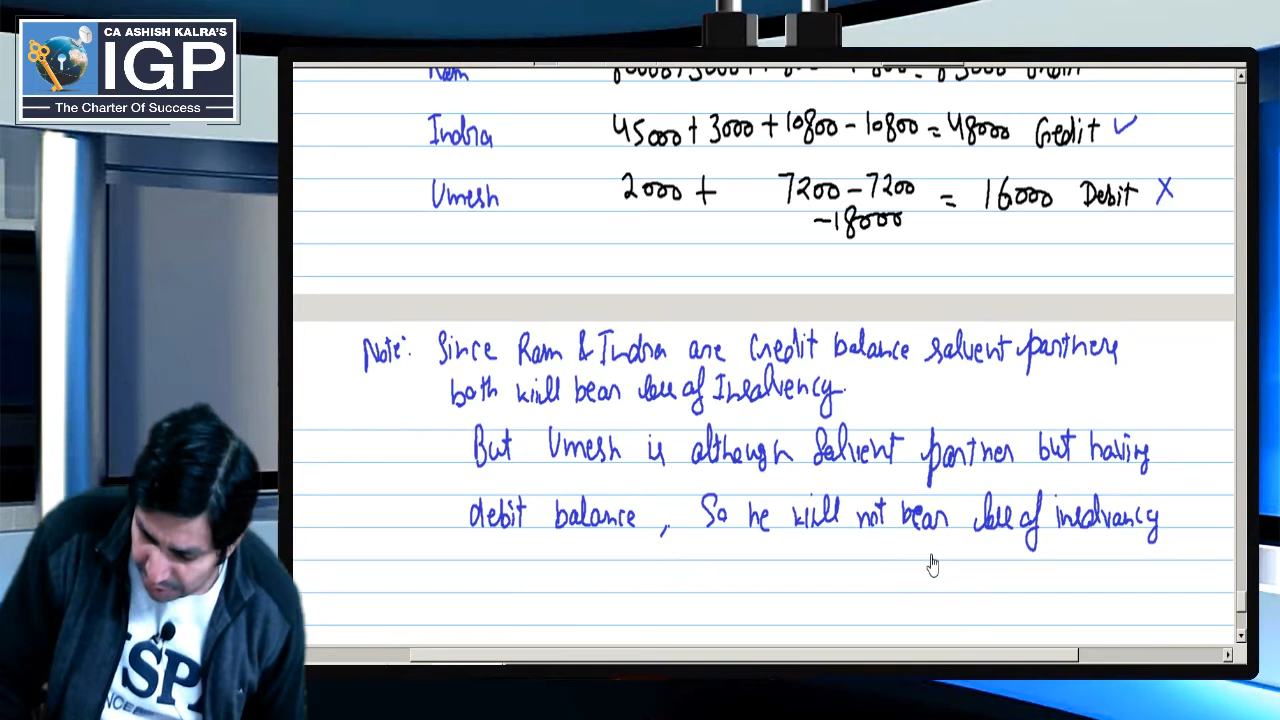 CA ASHISH KALRA'S
IGP
The Charter Of Success
Ram
Indra 45000 + 3000 + 10800 - 10800 = 48000 Credit ✓
Umesh 2000 + 7200 - 7200 = 16000 Debit X
-18000
Note: Since Ram & Indra are Credit balance solvent partners
both will bear loss of Insolvency.
But Umesh is although Solvent partner but having
debit balance, So he will not bear loss of insolvancy